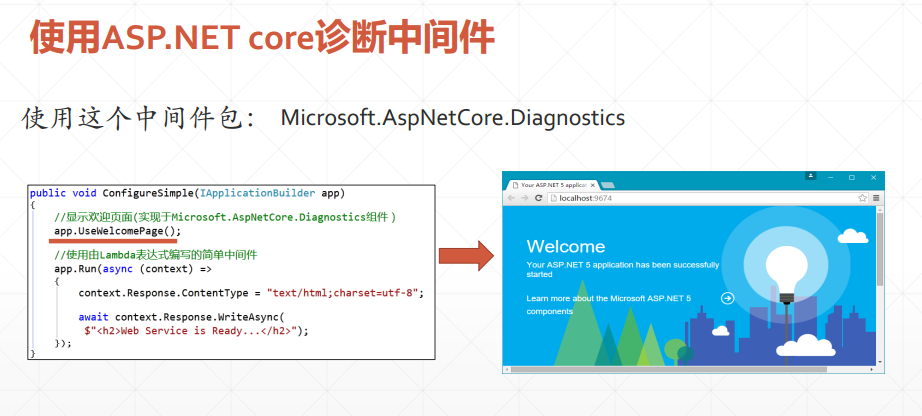 使用ASP.NET core诊断中间件
使用这个中间件包： Microsoft.AspNetCore.Diagnostics
public void ConfigureSimple(IApplicationBuilder app)
{
//显示欢迎页面(实现于Microsoft.AspNetCore.Diagnostics组件）
app.UseWelcomePage();
//使用由Lambda表达式编写的简单中间件
app.Run(async (context) =>
{
context.Response.ContentType = "text/html;charset=utf-8";
await context.Response.WriteAsync(
$"<h2>Web Service is Ready...</h2>");
});
}
Your ASP.NET 5 applicat
localhost:9674
Welcome
Your ASP.NET 5 application has been successfully
started
Learn more about the Microsoft ASP.NET 5
components